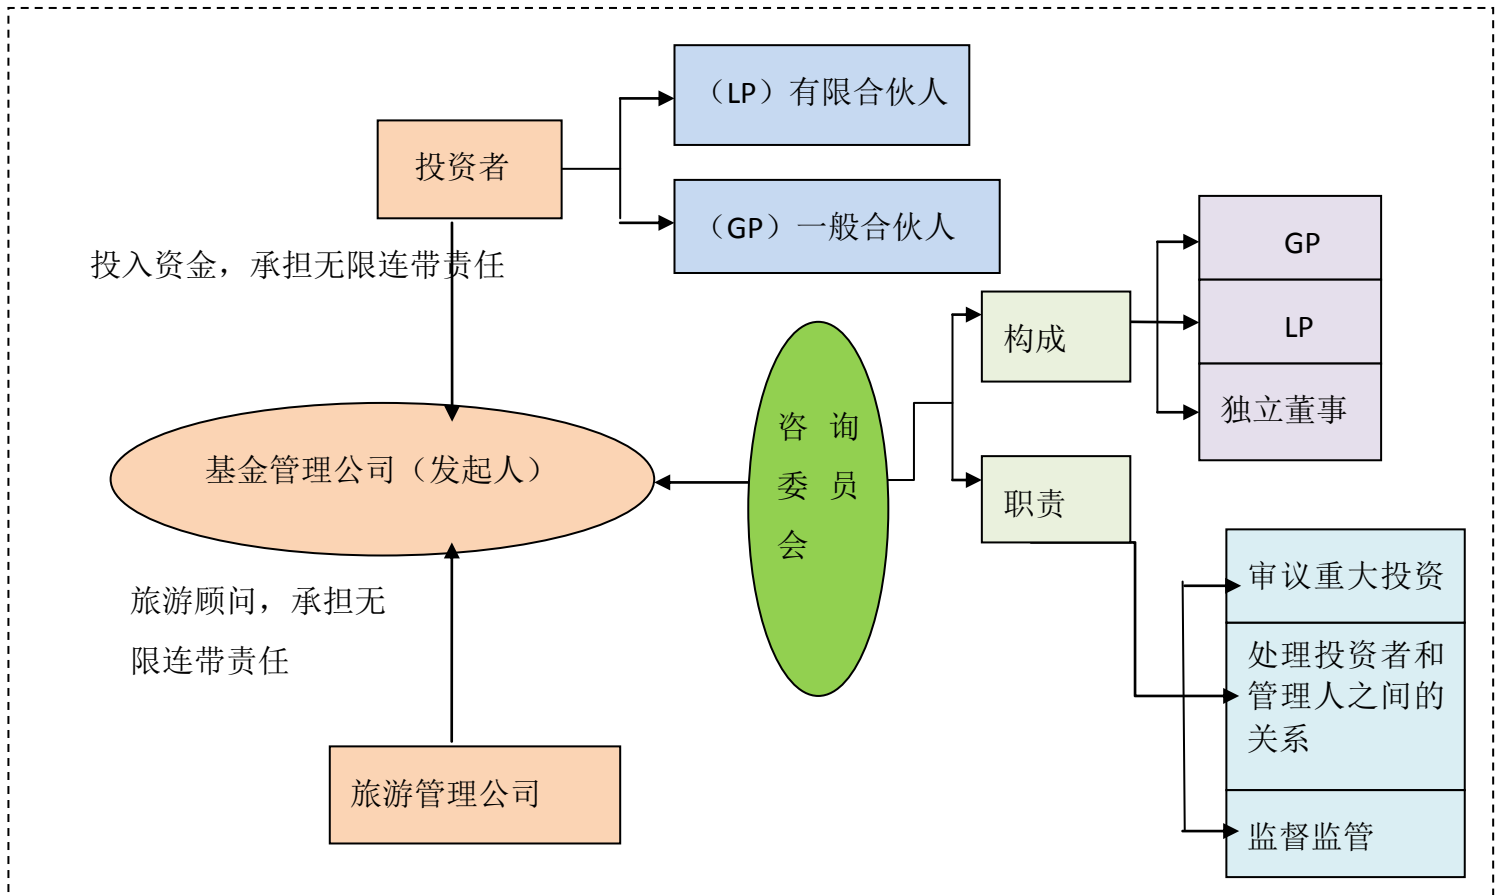 （LP）有限合伙人
投资者
（GP）一般合伙人
投入资金，承担无限连带责任
GP
LP
独立董事
构成
咨 询
委 员
会
基金管理公司（发起人）
职责
旅游顾问，承担无
限连带责任
审议重大投资
处理投资者和
管理人之间的
关系
旅游管理公司
监督监管